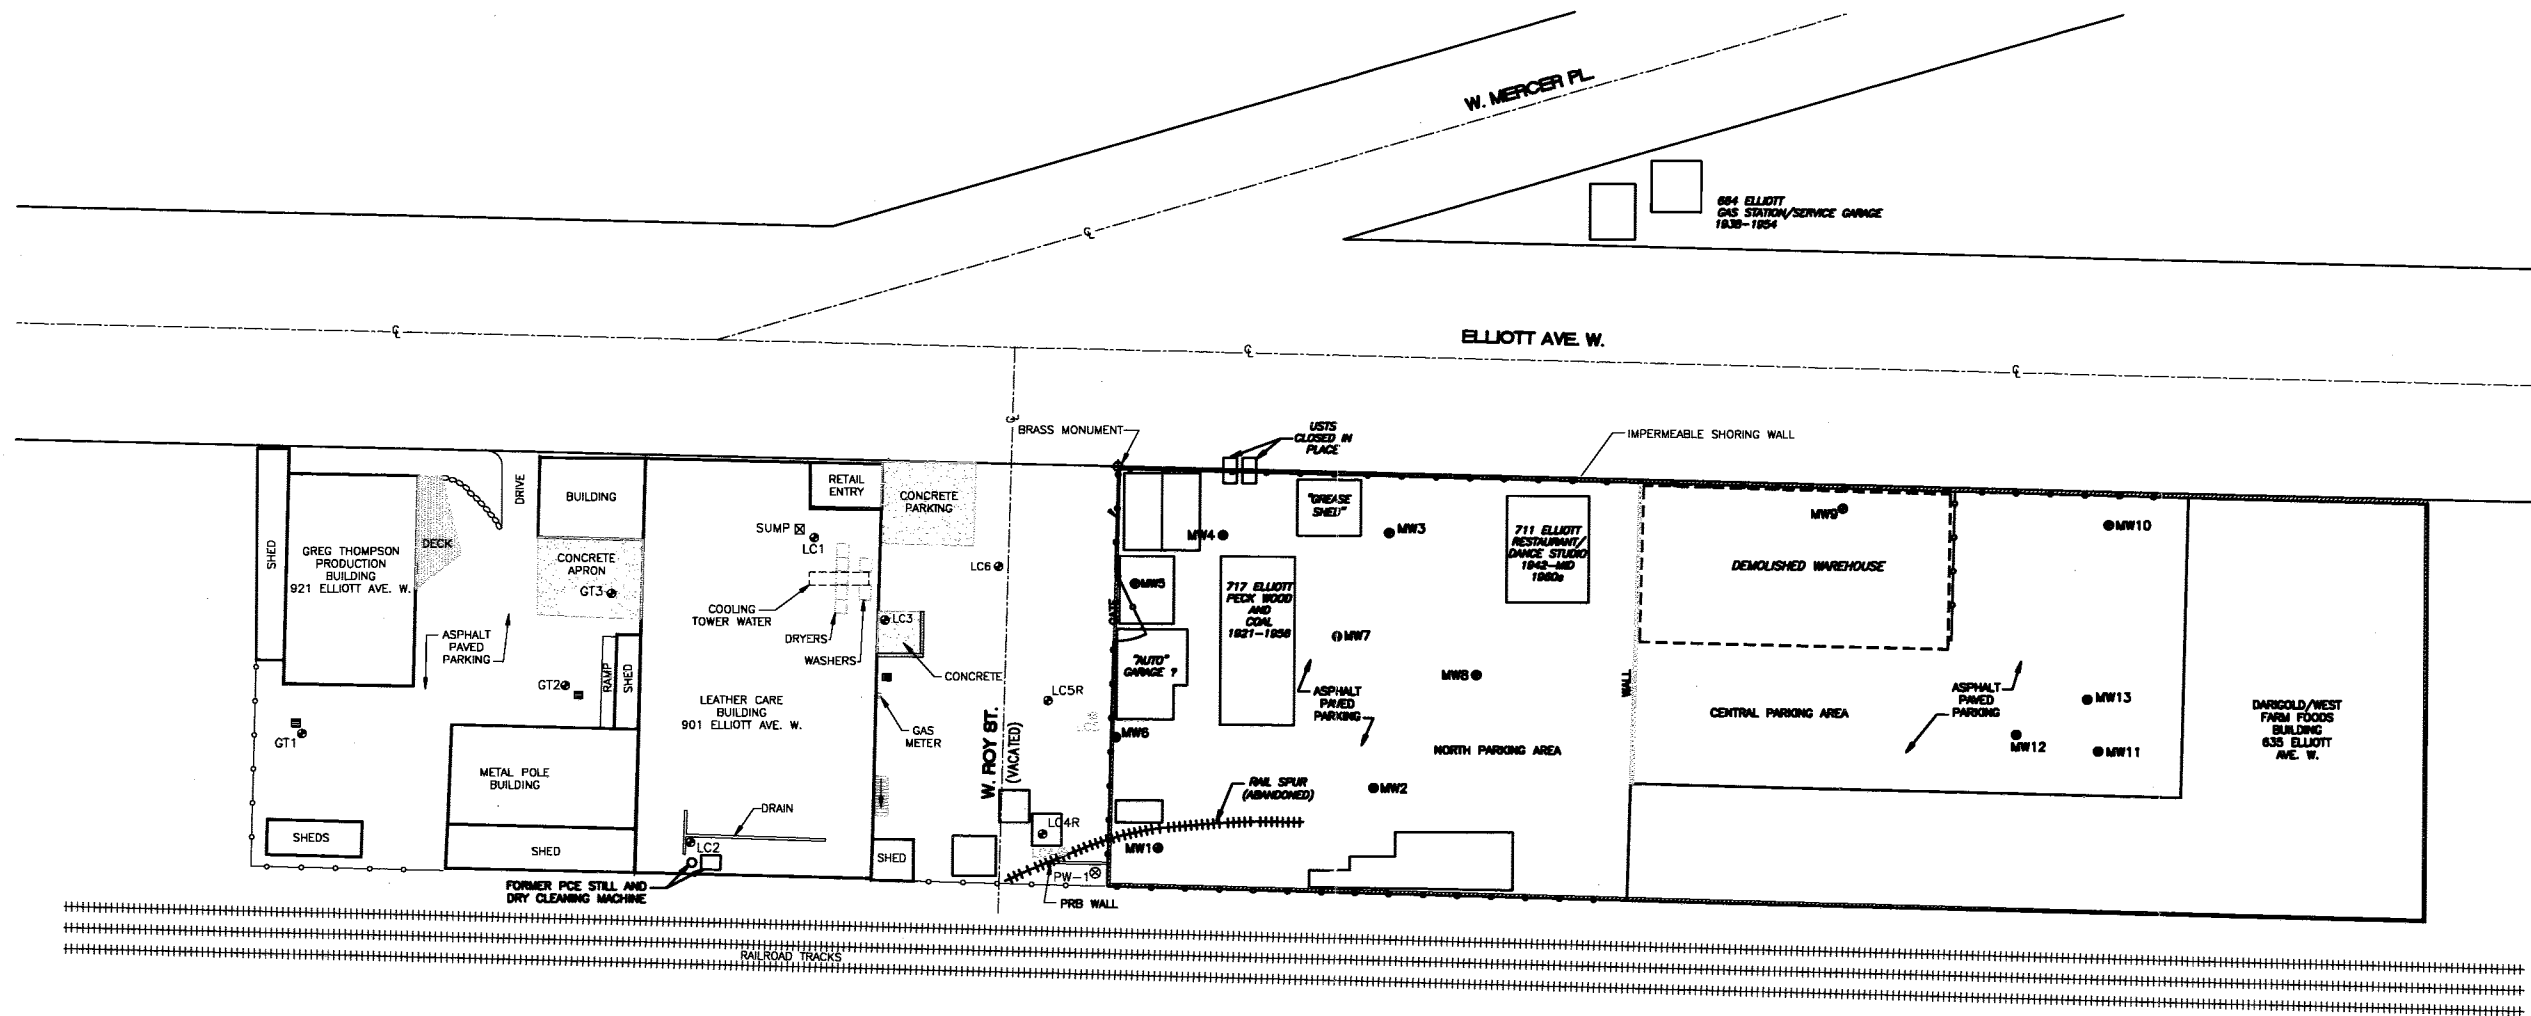 W. MERCER PL.
664 ELLIOTT
GAS STATION/SERVICE GARAGE
1938-1954
ELLIOTT AVE. W.
BRASS MONUMENT
USTS
CLOSED IN
PLACE
IMPERMEABLE SHORING WALL
SHED
GREG THOMPSON
PRODUCTION
BUILDING
921 ELLIOTT AVE. W.
DECK
DRIVE
BUILDING
CONCRETE
APRON
GT3
ASPHALT
PAVED
PARKING
GT2
RAMP
SHED
GT1
METAL POLE
BUILDING
SHEDS
SHED
RETAIL
ENTRY
SUMP
LC1
COOLING
TOWER WATER
DRYERS
WASHERS
LEATHER CARE
BUILDING
901 ELLIOTT AVE. W.
DRAIN
LC2
FORMER PCE STILL AND
DRY CLEANING MACHINE
CONCRETE
PARKING
LC6
LC3
CONCRETE
GAS
METER
LC5R
W. ROY ST.
(VACATED)
SHED
LC4R
PW-1
PRB WALL
MW4
"GREASE
SHED"
MW3
MW5
GATE
717 ELLIOTT
PECK WOOD
AND
COAL
1921-1956
711 ELLIOTT
RESTAURANT/
DANCE STUDIO
1942-MID
1960s
"AUTO"
GARAGE ?
MW7
MW8
ASPHALT
PAVED
PARKING
MW6
NORTH PARKING AREA
RAIL SPUR
(ABANDONED)
MW2
MW1
WALL
MW9
DEMOLISHED WAREHOUSE
MW10
CENTRAL PARKING AREA
ASPHALT
PAVED
PARKING
MW13
MW12
MW11
DARIGOLD/WEST
FARM FOODS
BUILDING
635 ELLIOTT
AVE. W.
RAILROAD TRACKS